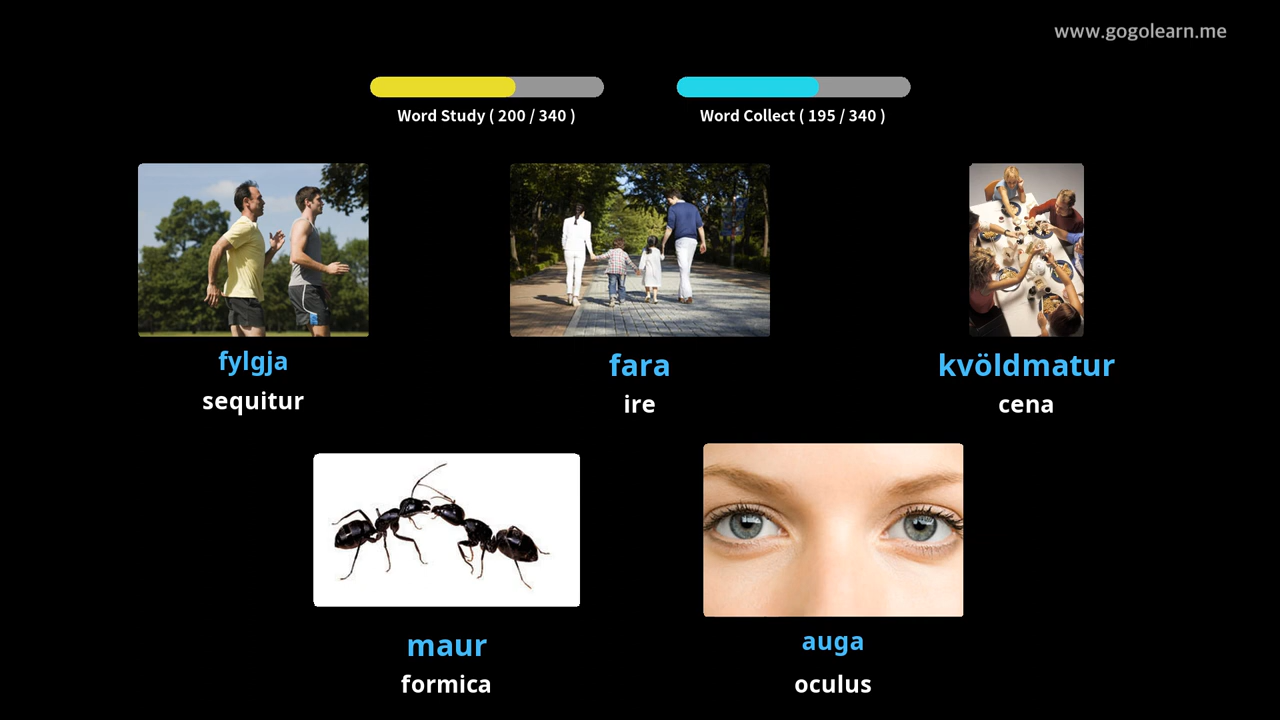 www.gogolearn.me
Word Study ( 200 / 340 )
Word Collect ( 195 / 340 )
fylgja
sequitur
fara
ire
kvöldmatur
cena
maur
formica
auga
oculus